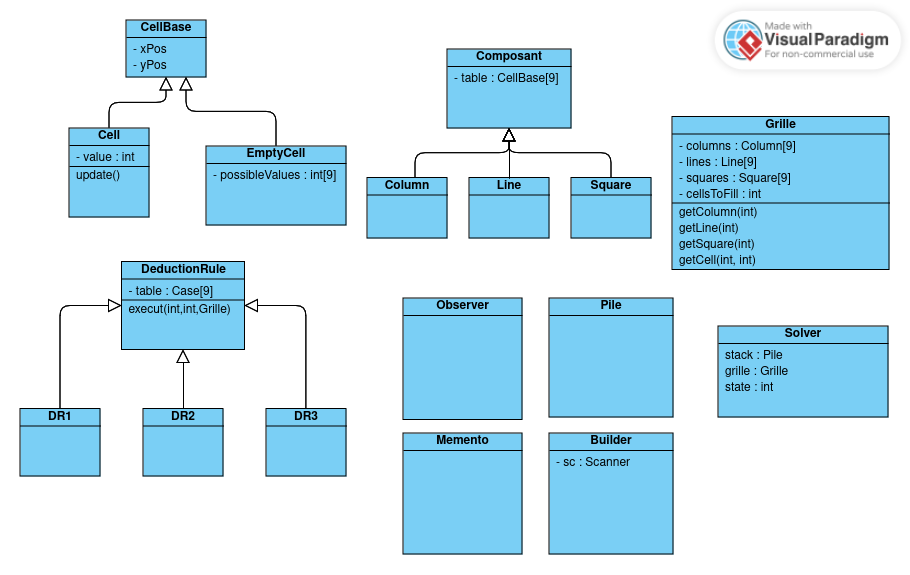 CellBase
- xPos
- yPos
Made with
VisualParadigm
For non-commercial use
Composant
- table : CellBase[9]
Cell
- value : int
update()
EmptyCell
- possibleValues : int[9]
Column
Line
Square
Grille
- columns : Column[9]
- lines : Line[9]
- squares : Square[9]
- cellsToFill : int
getColumn(int)
getLine(int)
getSquare(int)
getCell(int, int)
DeductionRule
- table : Case[9]
execut(int,int,Grille)
DR1
DR2
DR3
Observer
Pile
Solver
stack : Pile
grille : Grille
state : int
Memento
Builder
- sc : Scanner